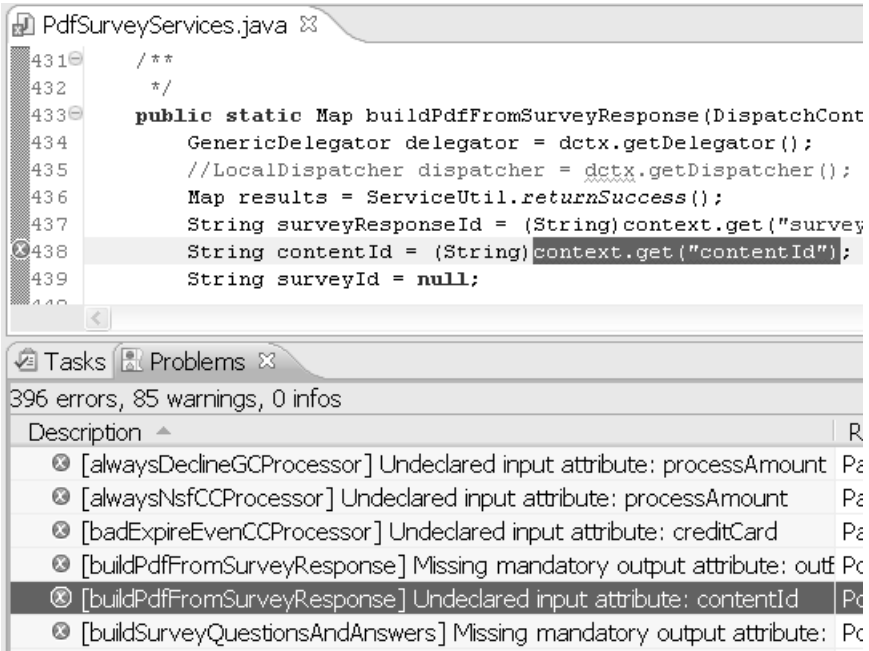 PdfSurveyServices.java
431 /**
432 */
433 public static Map buildPdfFromSurveyResponse(DispatchCont
434 GenericDelegator delegator = dctx.getDelegator();
435 //LocalDispatcher dispatcher = dctx.getDispatcher();
436 Map results = ServiceUtil.returnSuccess();
437 String surveyResponseId = (String)context.get("survey
438 String contentId = (String)context.get("contentId");
439 String surveyId = null;
Tasks Problems
396 errors, 85 warnings, 0 infos
Description R
[alwaysDeclineGCProcessor] Undeclared input attribute: processAmount Pa
[alwaysNsfCCProcessor] Undeclared input attribute: processAmount Pa
[badExpireEvenCCProcessor] Undeclared input attribute: creditCard Pa
[buildPdfFromSurveyResponse] Missing mandatory output attribute: outB Pd
[buildPdfFromSurveyResponse] Undeclared input attribute: contentId Pd
[buildSurveyQuestionsAndAnswers] Missing mandatory output attribute: Pd